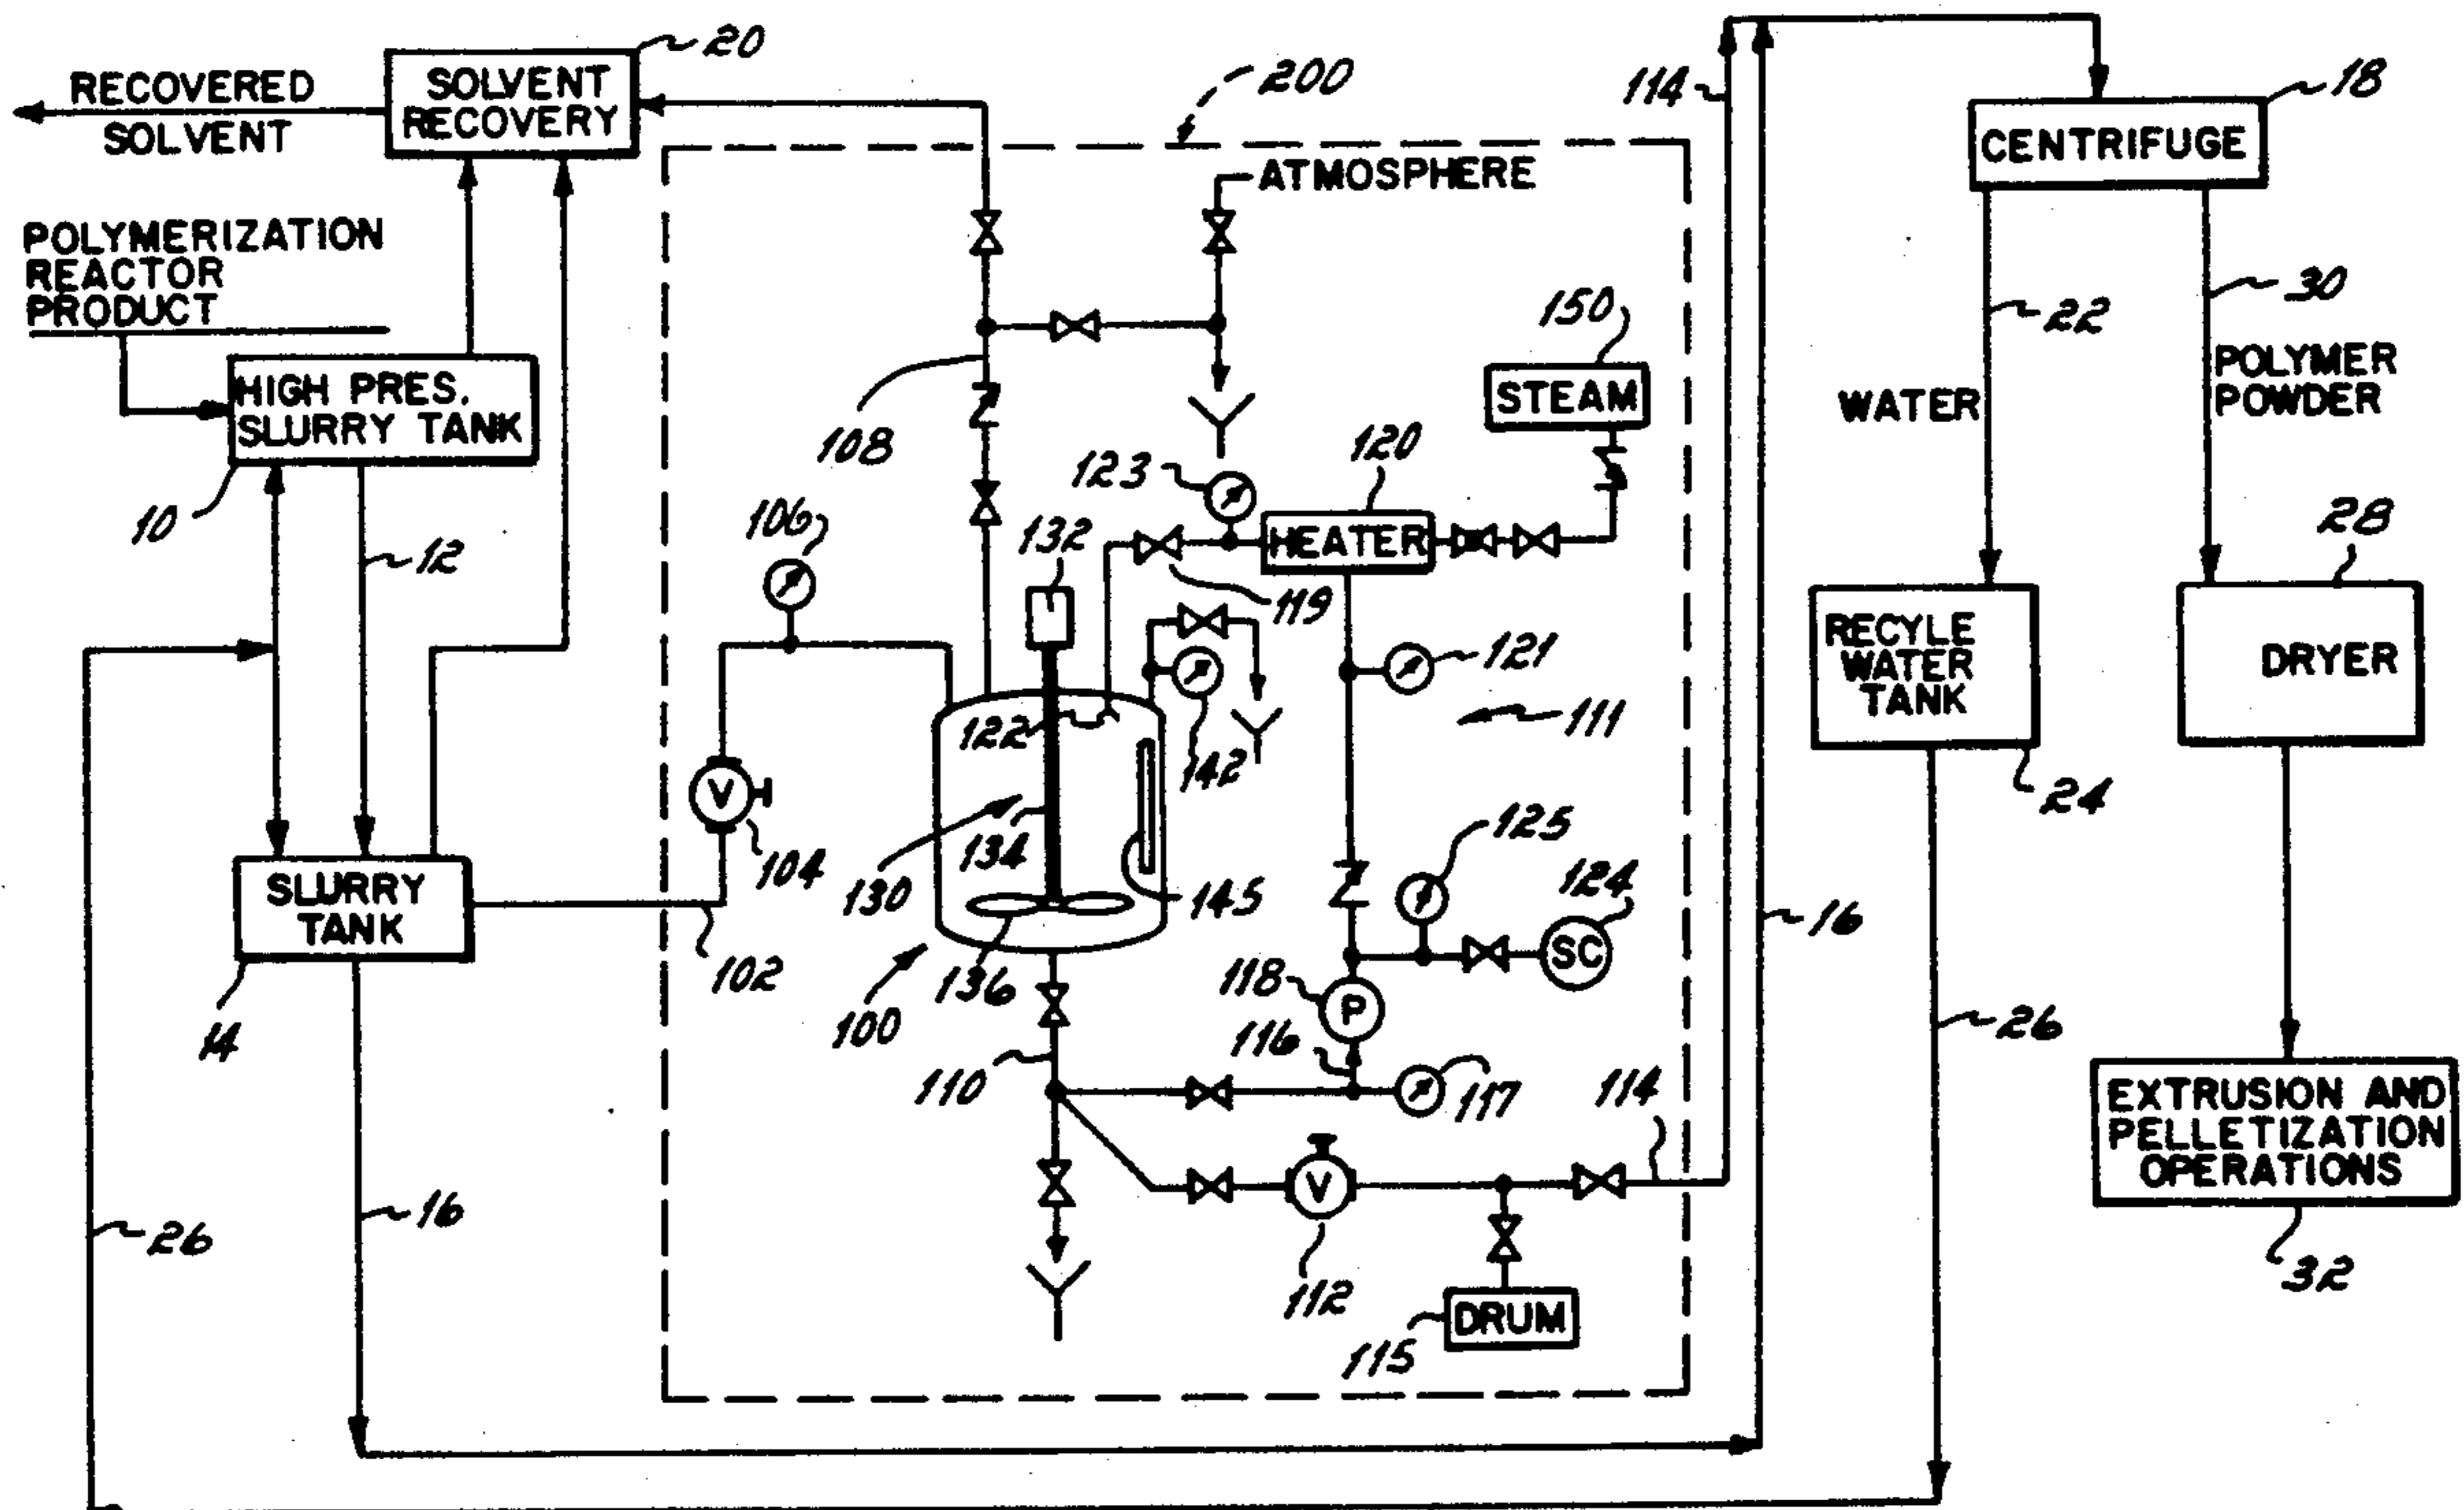 20
RECOVERED
SOLVENT
SOLVENT
RECOVERY
200
114
18
CENTRIFUGE
ATMOSPHERE
POLYMERIZATION
REACTOR
PRODUCT
150
STEAM
22
30
WATER
POLYMER
POWDER
HIGH PRES.
SLURRY TANK
10
12
108
123
120
HEATER
106
132
119
28
121
111
RECYLE
WATER
TANK
DRYER
122
142
24
V
104
134
130
125
124
SC
145
SLURRY
TANK
14
102
136
100
118
P
116
16
26
110
117
114
EXTRUSION AND
PELLETIZATION
OPERATIONS
32
V
112
16
26
115
DRUM